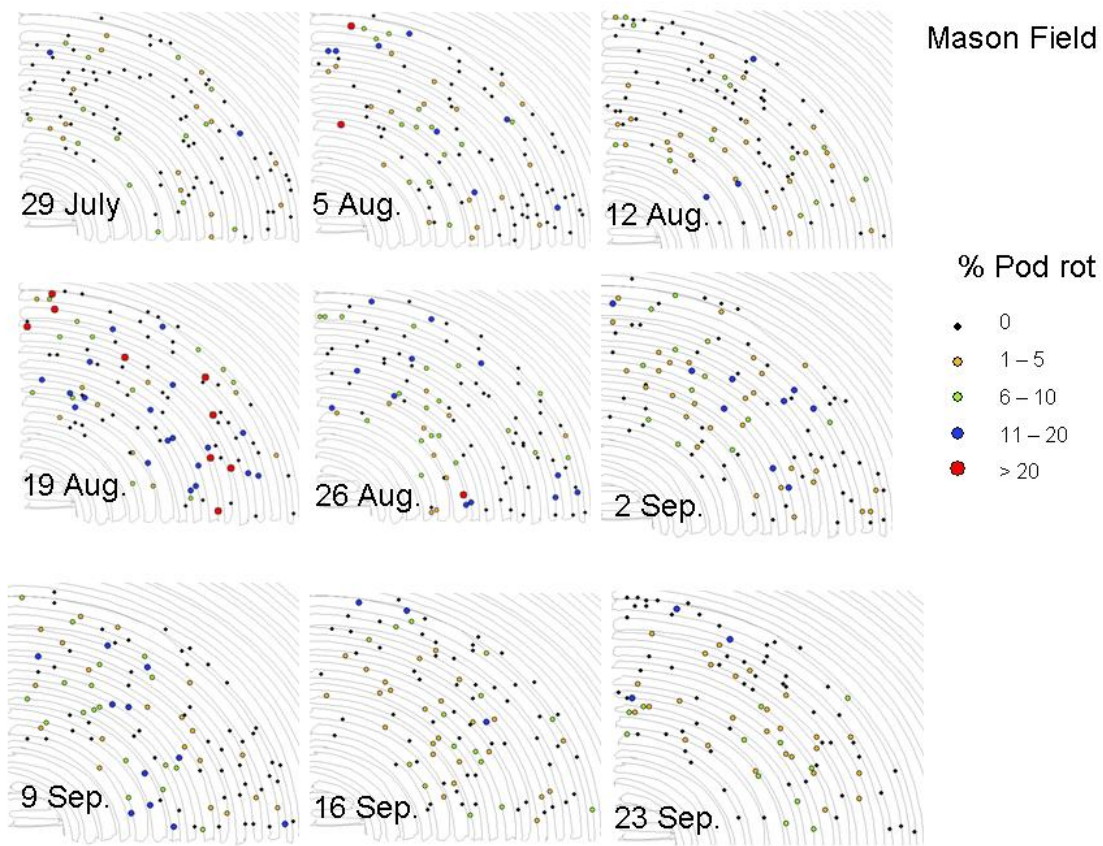 Mason Field
29 July
5 Aug.
12 Aug.
% Pod rot
0
1 – 5
6 – 10
11 – 20
> 20
19 Aug.
26 Aug.
2 Sep.
9 Sep.
16 Sep.
23 Sep.